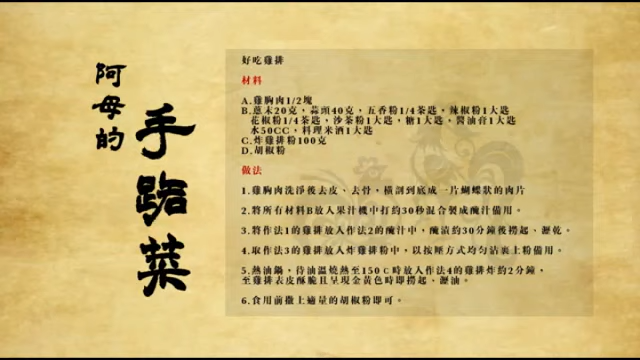 阿母的
手路菜
好吃雞排
材料
A.雞胸肉1/2塊
B.蔥末20克，蒜頭40克，五香粉1/4茶匙，辣椒粉1大匙
花椒粉1/4茶匙，沙茶粉1大匙，糖1大匙，醬油膏1大匙
水50CC，料理米酒1大匙
C.炸雞排粉100克
D.胡椒粉
做法
1.雞胸肉洗淨後去皮、去骨，橫剖到底成一片蝴蝶狀的肉片
2.將所有材料B放入果汁機中打約30秒混合製成醃汁備用。
3.將作法1的雞排放入作法2的醃汁中，醃漬約30分鐘後撈起、瀝乾。
4.取作法3的雞排放入炸雞排粉中，以按壓方式均勻沾裹上粉備用。
5.熱油鍋，待油溫燒熱至150C時放入作法4的雞排炸約2分鐘，
至雞排表皮酥脆且呈現金黃色時即撈起、瀝油。
6.食用前撒上適量的胡椒粉即可。